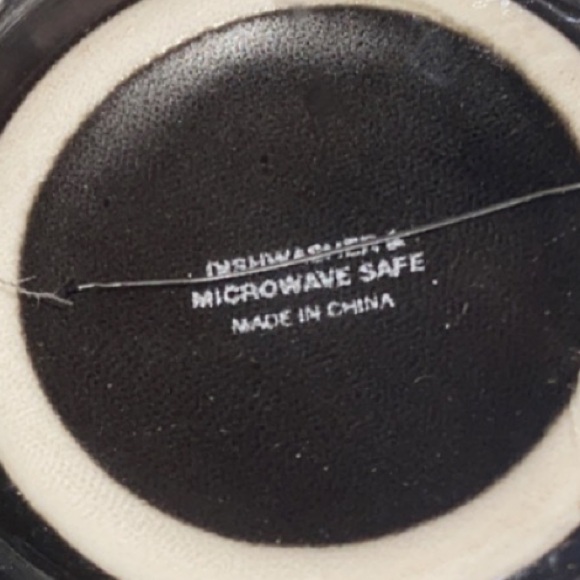 DISHWASHER &
MICROWAVE SAFE
MADE IN CHINA